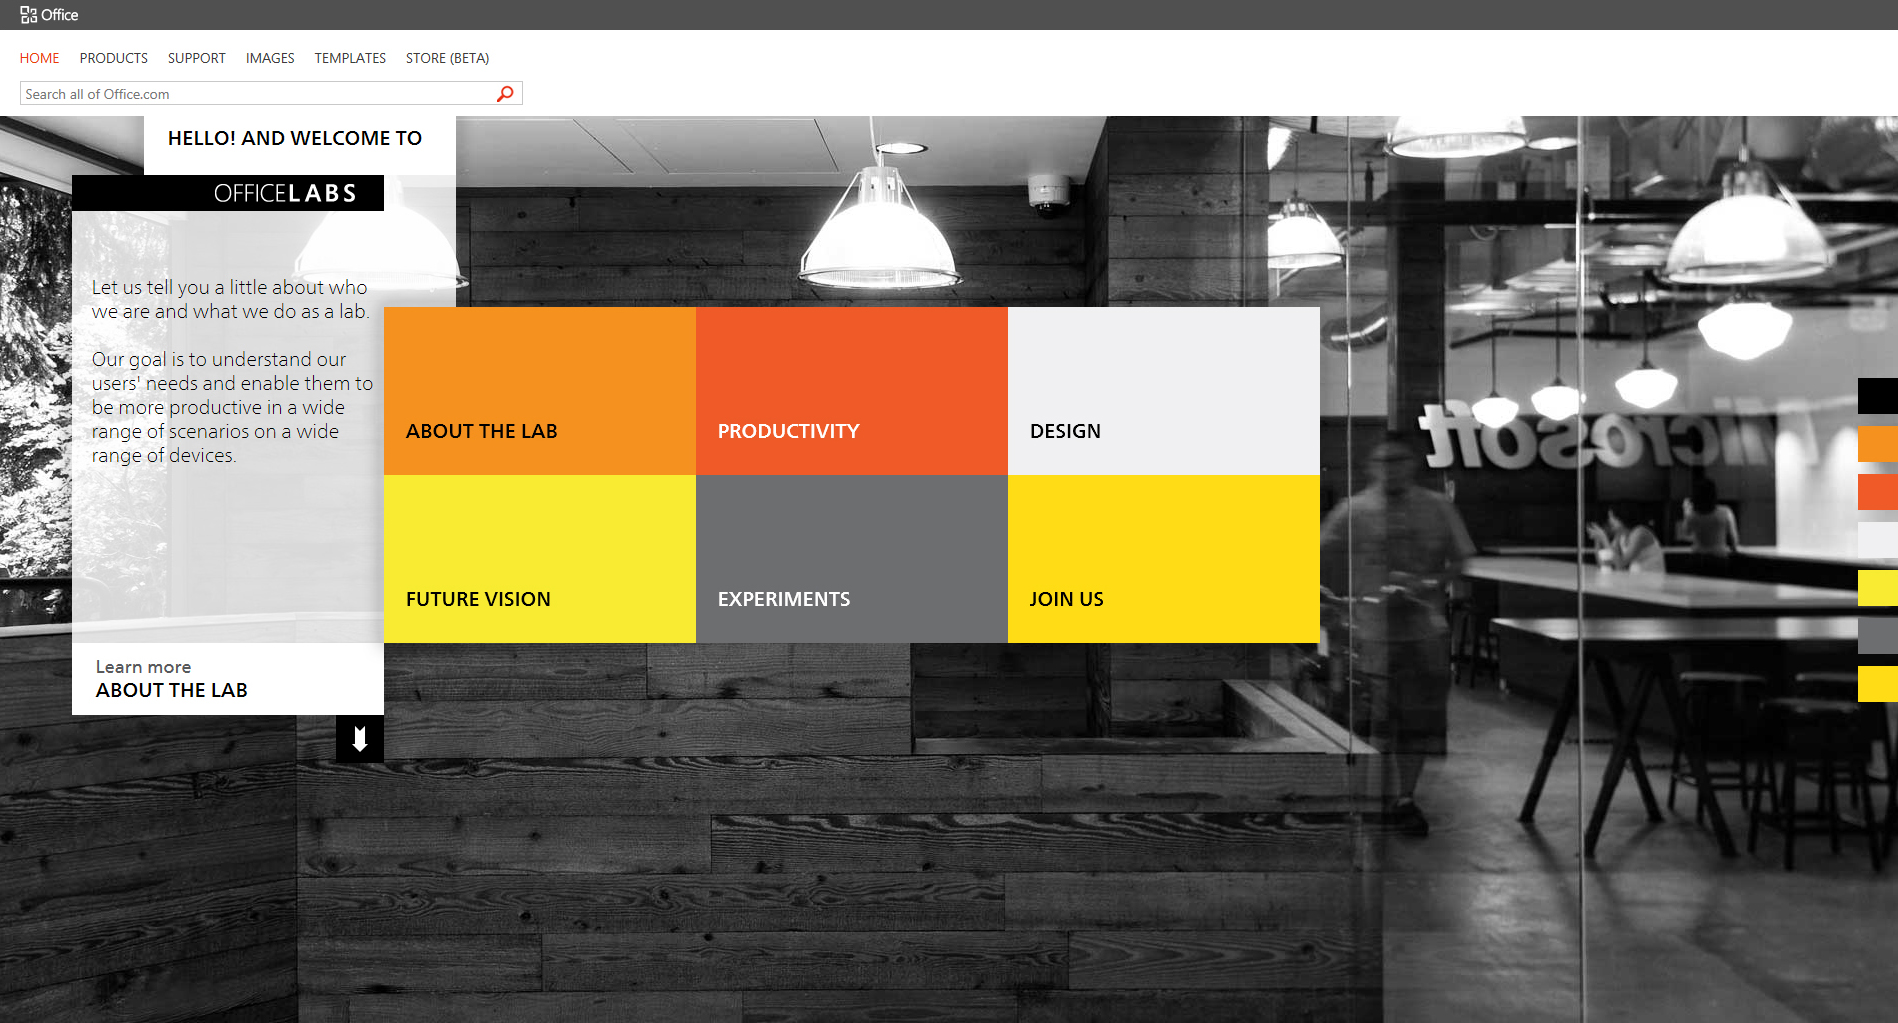 Office
HOME PRODUCTS SUPPORT IMAGES TEMPLATES STORE (BETA)
Search all of Office.com
HELLO! AND WELCOME TO
OFFICELABS
Let us tell you a little about who
we are and what we do as a lab.
Our goal is to understand our
users' needs and enable them to
be more productive in a wide
range of scenarios on a wide
range of devices.
Learn more
ABOUT THE LAB
ABOUT THE LAB
PRODUCTIVITY
DESIGN
FUTURE VISION
EXPERIMENTS
JOIN US
Microsoft